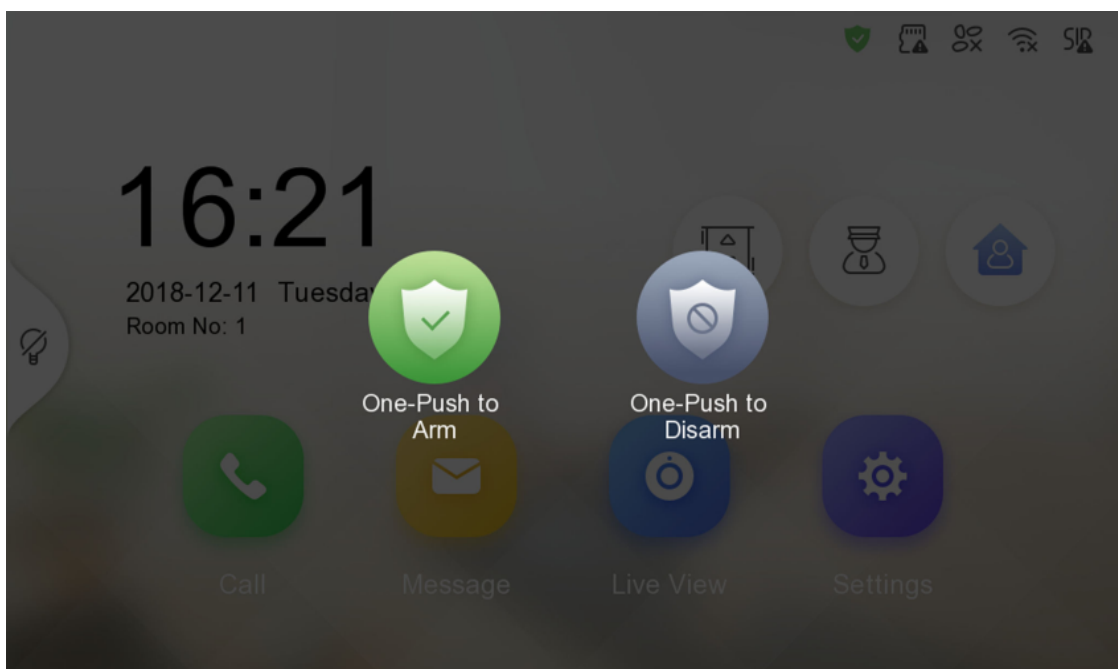 SIP
16:21
2018-12-11 Tuesday
Room No: 1
One-Push to
Arm
One-Push to
Disarm
Call
Message
Live View
Settings